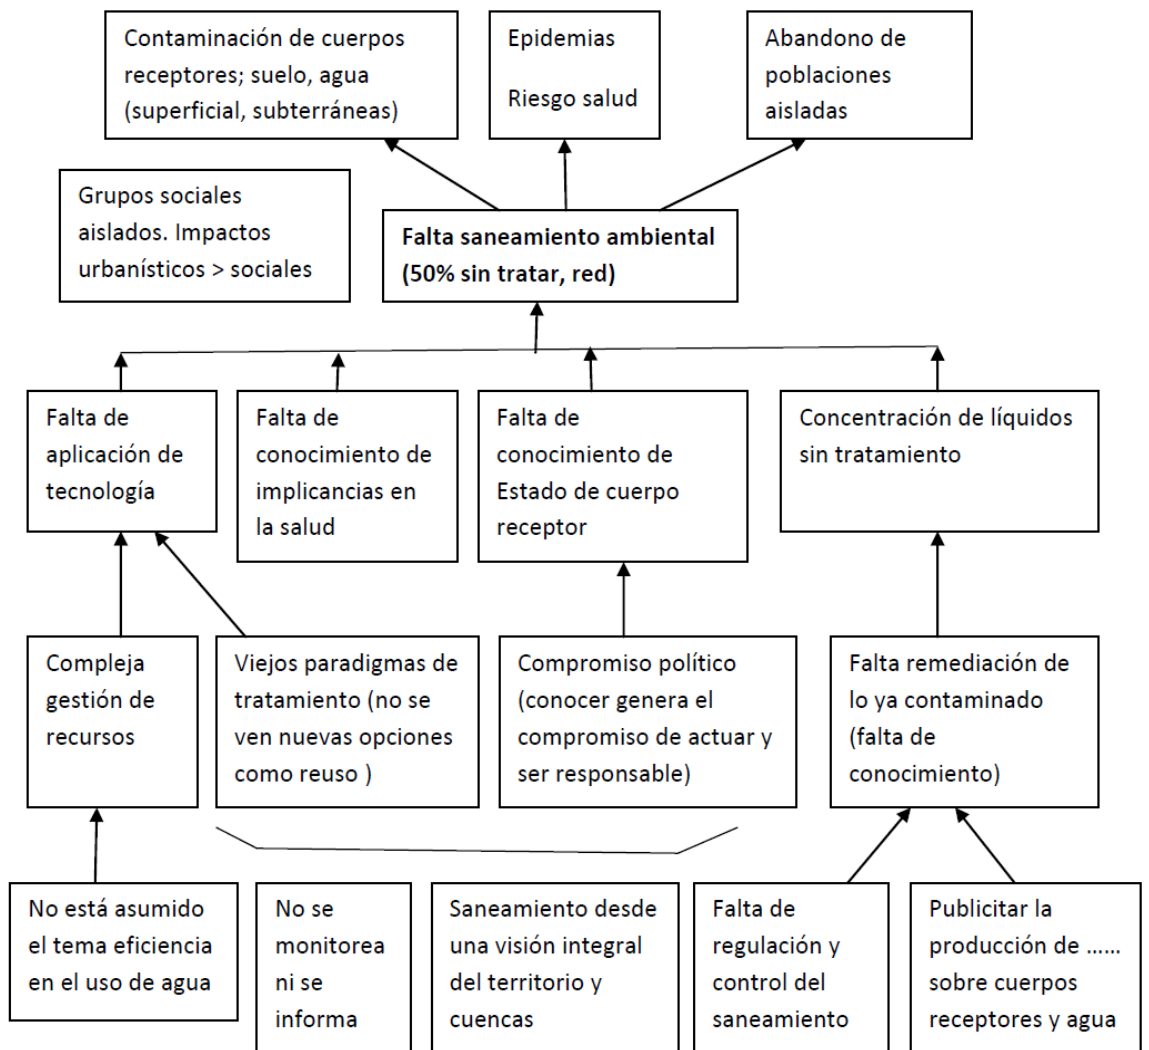 Contaminación de cuerpos
receptores; suelo, agua
(superficial, subterráneas)
Epidemias
Riesgo salud
Abandono de
poblaciones
aisladas
Grupos sociales
aislados. Impactos
urbanísticos > sociales
Falta saneamiento ambiental
(50% sin tratar, red)
Falta de
aplicación de
tecnología
Falta de
conocimiento de
implicancias en
la salud
Falta de
conocimiento de
Estado de cuerpo
receptor
Concentración de líquidos
sin tratamiento
Compleja
gestión de
recursos
Viejos paradigmas de
tratamiento (no se
ven nuevas opciones
como reuso )
Compromiso político
(conocer genera el
compromiso de actuar y
ser responsable)
Falta remediación de
lo ya contaminado
(falta de
conocimiento)
No está asumido
el tema eficiencia
en el uso de agua
No se
monitorea
ni se
informa
Saneamiento desde
una visión integral
del territorio y
cuencas
Falta de
regulación y
control del
saneamiento
Publicitar la
producción de ......
sobre cuerpos
receptores y agua